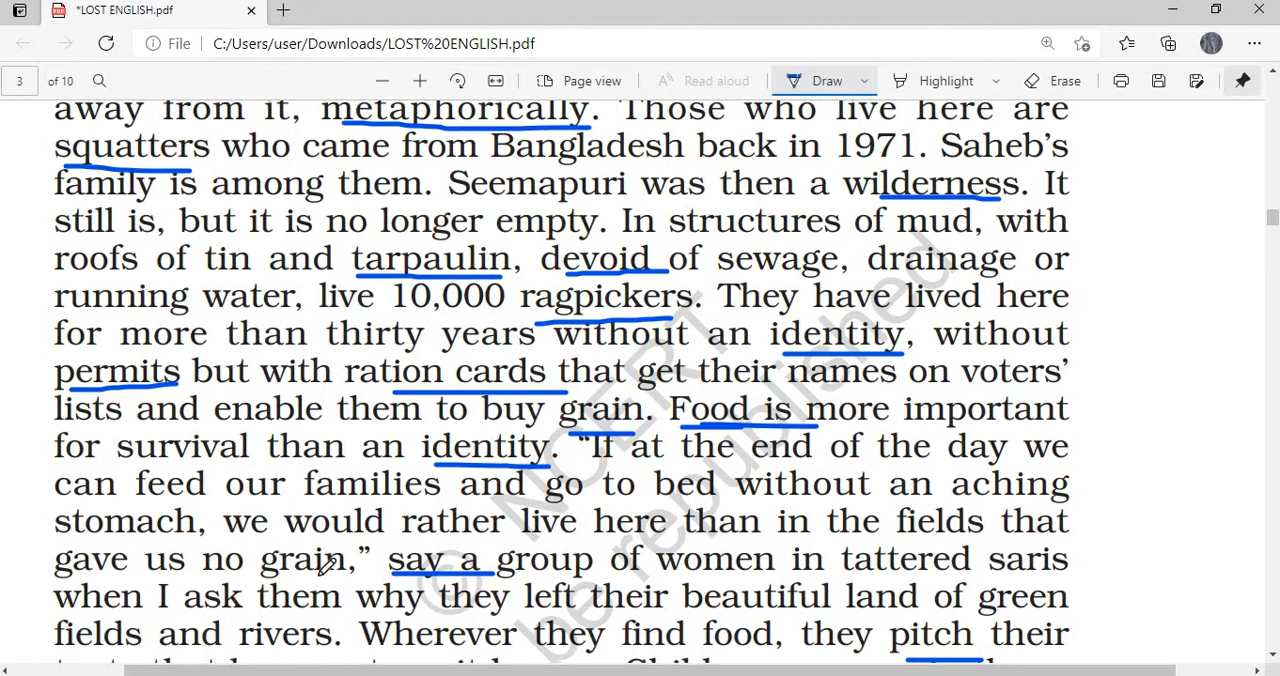 *LOST ENGLISH.pdf
File C:/Users/user/Downloads/LOST%20ENGLISH.pdf
3 of 10 Page view Read aloud Draw Highlight Erase
away from it, metaphorically. Those who live here are
squatters who came from Bangladesh back in 1971. Saheb’s
family is among them. Seemapuri was then a wilderness. It
still is, but it is no longer empty. In structures of mud, with
roofs of tin and tarpaulin, devoid of sewage, drainage or
running water, live 10,000 ragpickers. They have lived here
for more than thirty years without an identity, without
permits but with ration cards that get their names on voters’
lists and enable them to buy grain. Food is more important
for survival than an identity. “If at the end of the day we
can feed our families and go to bed without an aching
stomach, we would rather live here than in the fields that
gave us no grain,” say a group of women in tattered saris
when I ask them why they left their beautiful land of green
fields and rivers. Wherever they find food, they pitch their
© NCERT
be republished